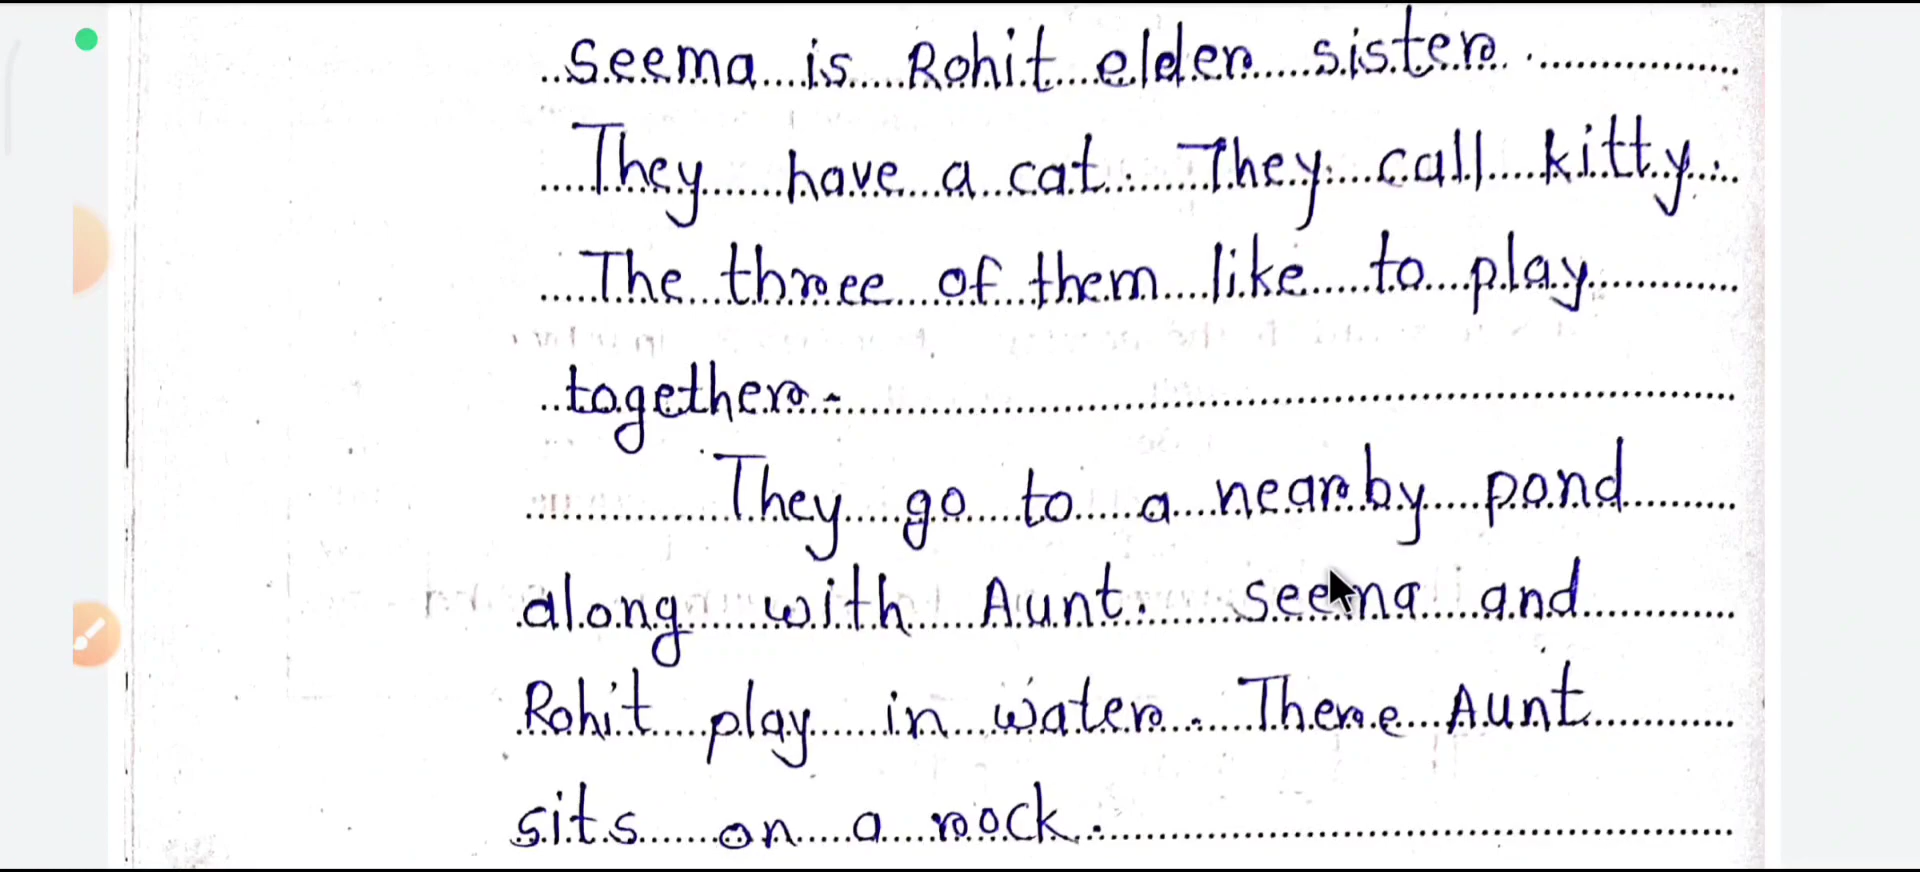 Seema is Rohit elder sister.
They have a cat. They call kitty.
The three of them like to play
together.
They go to a nearby pond
along with Aunt. Seema and
Rohit play in water. There Aunt
sits on a rock.